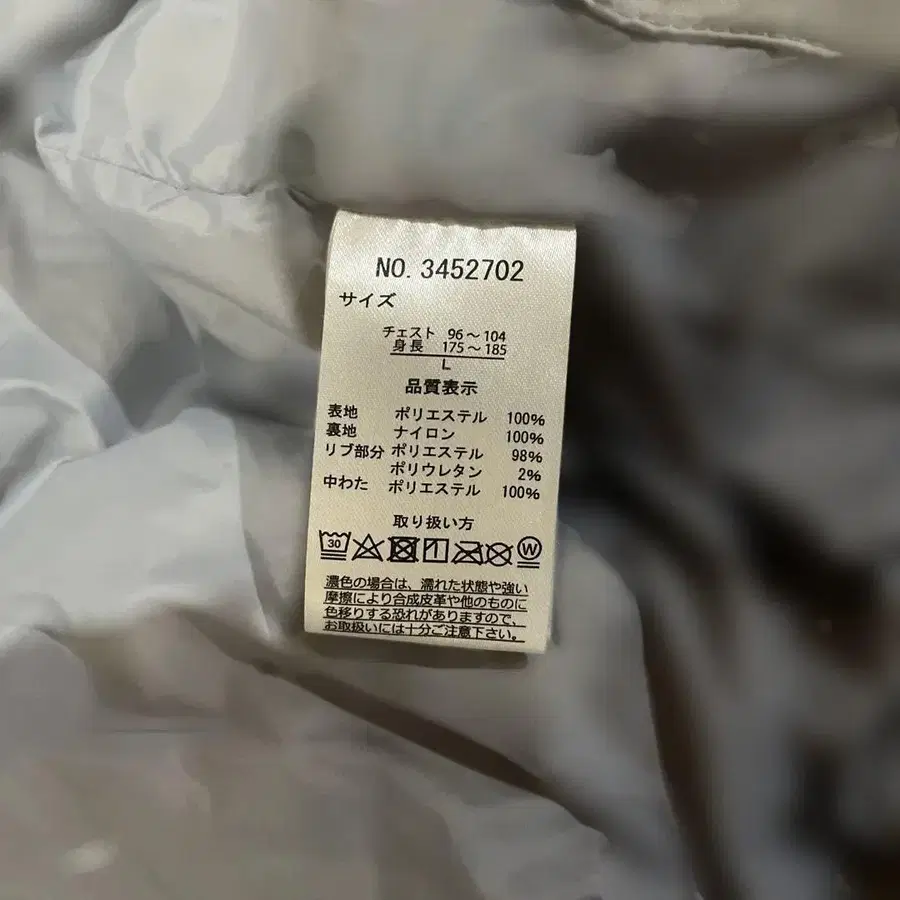 NO. 3452702
サイズ
チェスト 96～104
身長 175～185
L
品質表示
表地 ポリエステル 100%
裏地 ナイロン 100%
リブ部分 ポリエステル 98%
ポリウレタン 2%
中わた ポリエステル 100%
取り扱い方
30 W
濃色の場合は、濡れた状態や強い
摩擦により合成皮革や他のものに
色移りする恐れがありますので、
お取扱いには十分ご注意下さい。